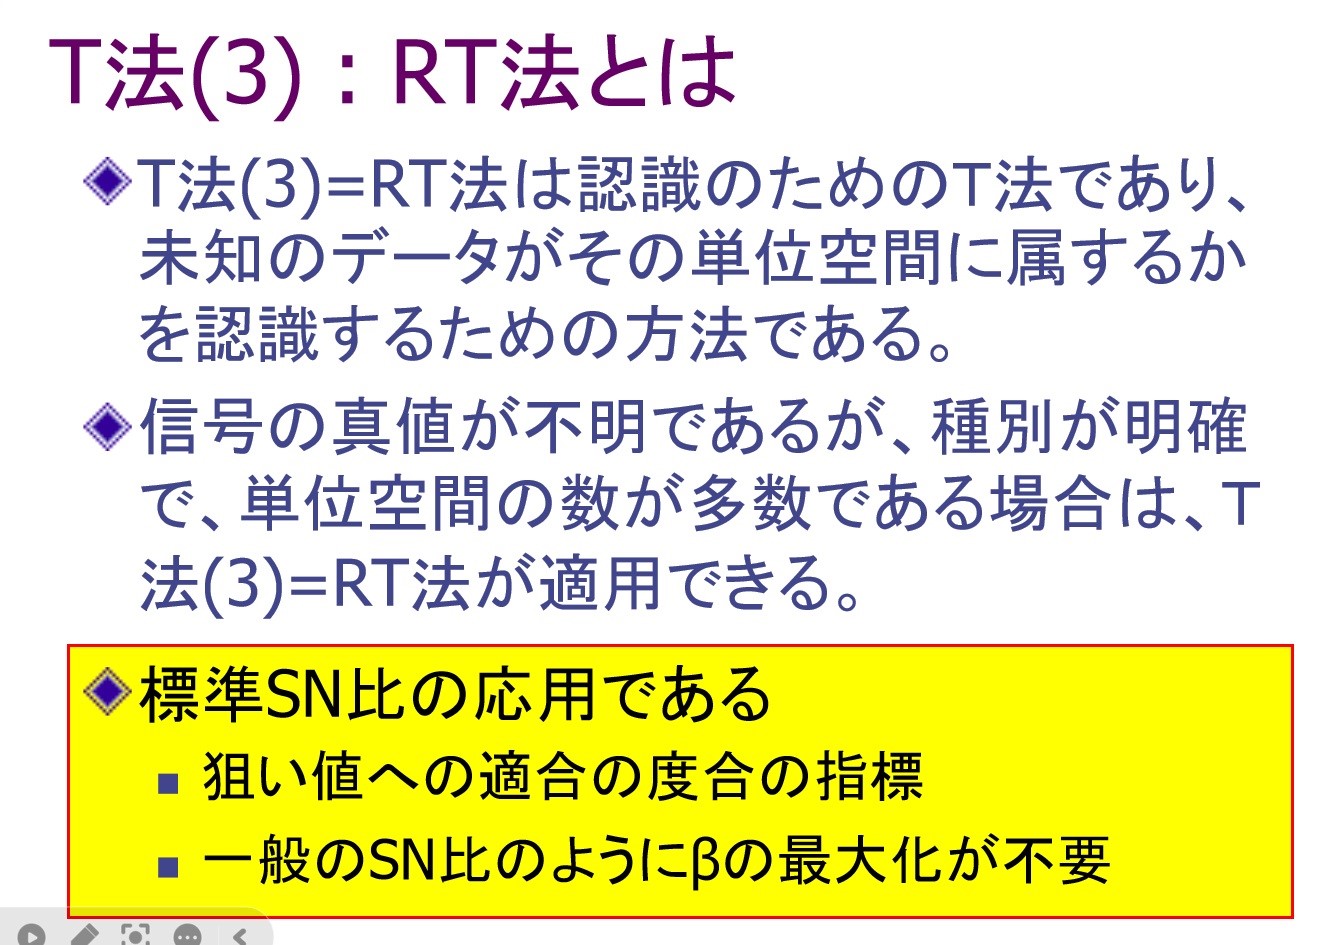 T法(3)：RT法とは
T法(3)=RT法は認識のためのT法であり、
未知のデータがその単位空間に属するか
を認識するための方法である。
信号の真値が不明であるが、種別が明確
で、単位空間の数が多数である場合は、T
法(3)=RT法が適用できる。
標準SN比の応用である
狙い値への適合の度合の指標
一般のSN比のようにβの最大化が不要